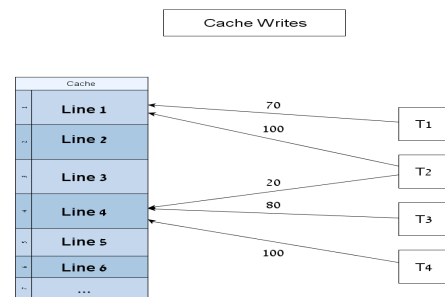 Cache Writes
Cache
1 Line 1
2 Line 2
3 Line 3
4 Line 4
5 Line 5
6 Line 6
7 ...
70
100
20
80
100
T1
T2
T3
T4